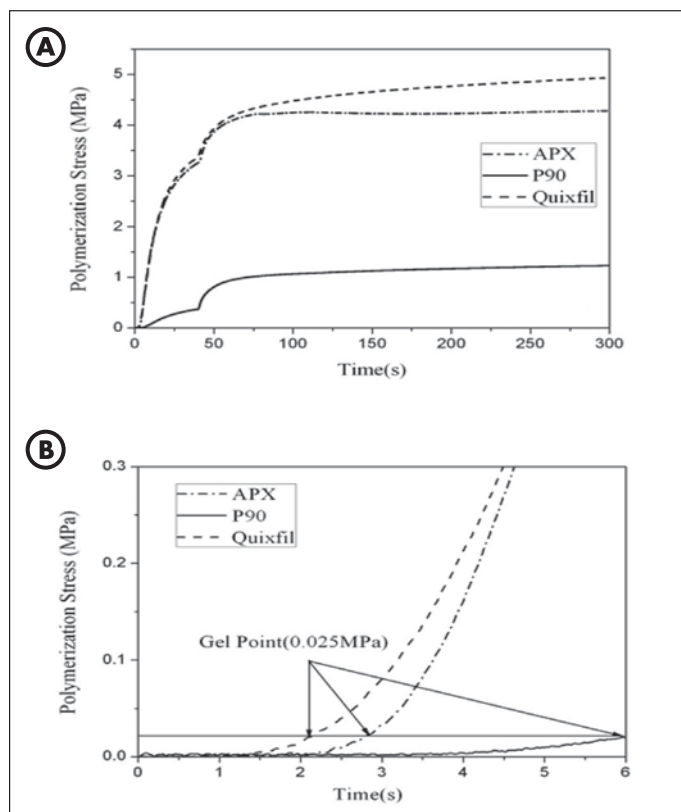 A
Polymerization Stress (MPa)
5
4
3
2
1
0
APX
P90
Quixfil
0 50 100 150 200 250 300
Time(s)
B
Polymerization Stress (MPa)
0.3
0.2
0.1
0.0
APX
P90
Quixfil
Gel Point(0.025MPa)
0 1 2 3 4 5 6
Time(s)